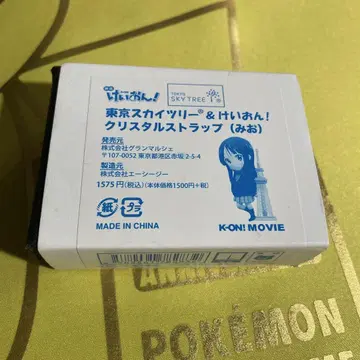 映画
けいおん!
TOKYO
SKYTREE®
東京スカイツリー®&けいおん!
クリスタルストラップ(みお)
発売元
株式会社グランマルシェ
〒107-0052 東京都港区赤坂2-5-4
製造元
株式会社エーシージー
1575円(税込)(本体価格1500円+税)
紙
プラ
MADE IN CHINA
K-ON! MOVIE
POKÉMON